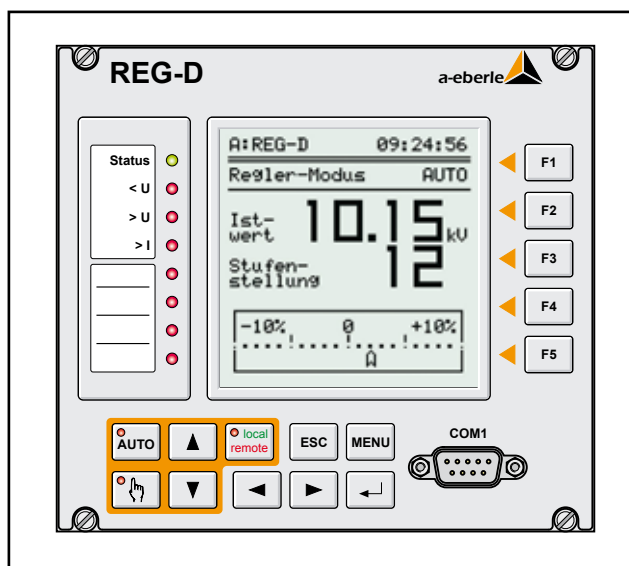 REG-D
a-eberle
Status
< U
> U
> I
A:REG-D 09:24:56
Regler-Modus AUTO
Ist-
wert 10.15 kV
Stufen-
stellung 12
-10% 0 +10%
A
F1
F2
F3
F4
F5
AUTO
local
remote
ESC
MENU
COM1